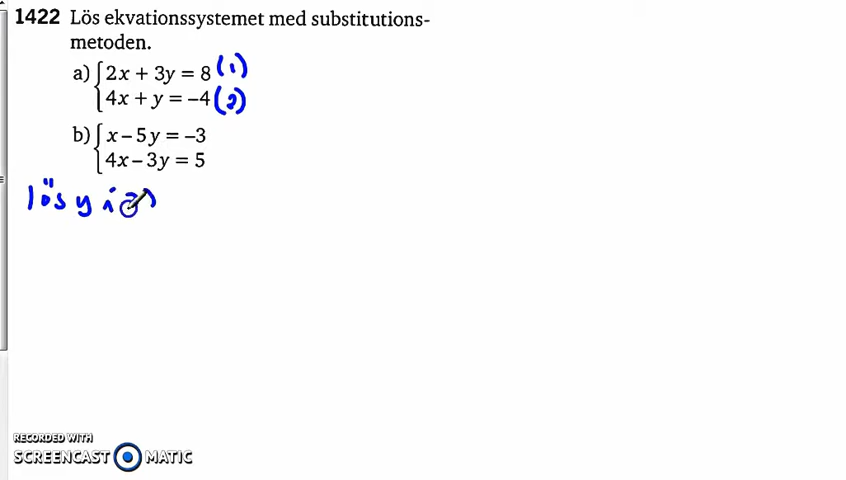 1422 Lös ekvationssystemet med substitutions-
metoden.
a) 2x + 3y = 8 (1)
4x + y = −4 (2)
b) x − 5y = −3
4x − 3y = 5
lös y i
RECORDED WITH
SCREENCAST MATIC